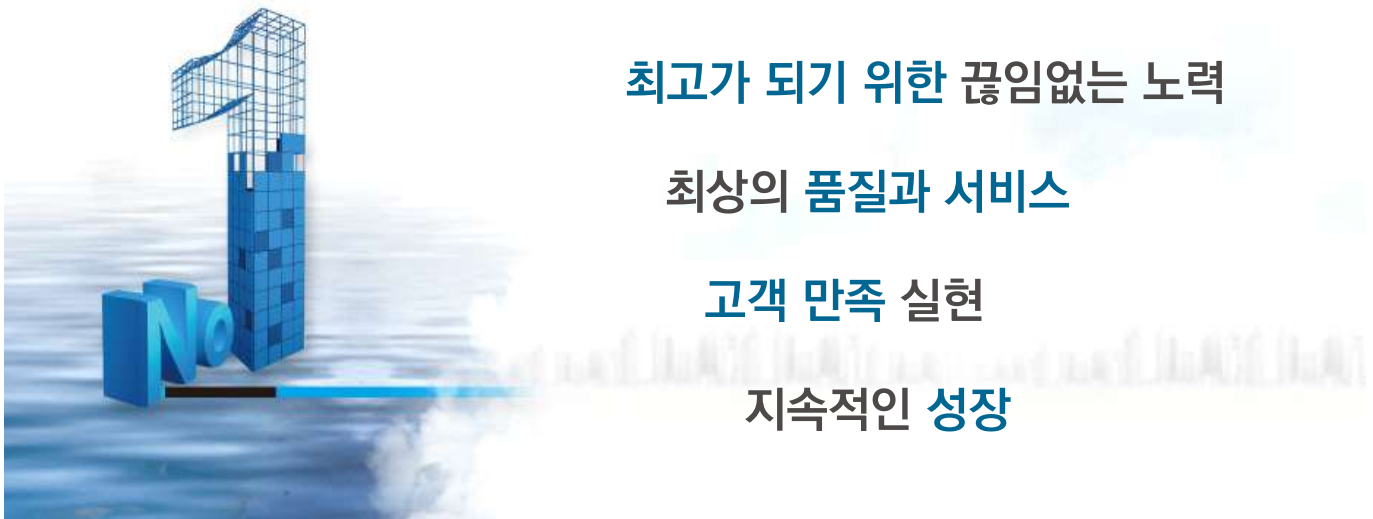 최고가 되기 위한 끊임없는 노력
최상의 품질과 서비스
고객 만족 실현
지속적인 성장
No1